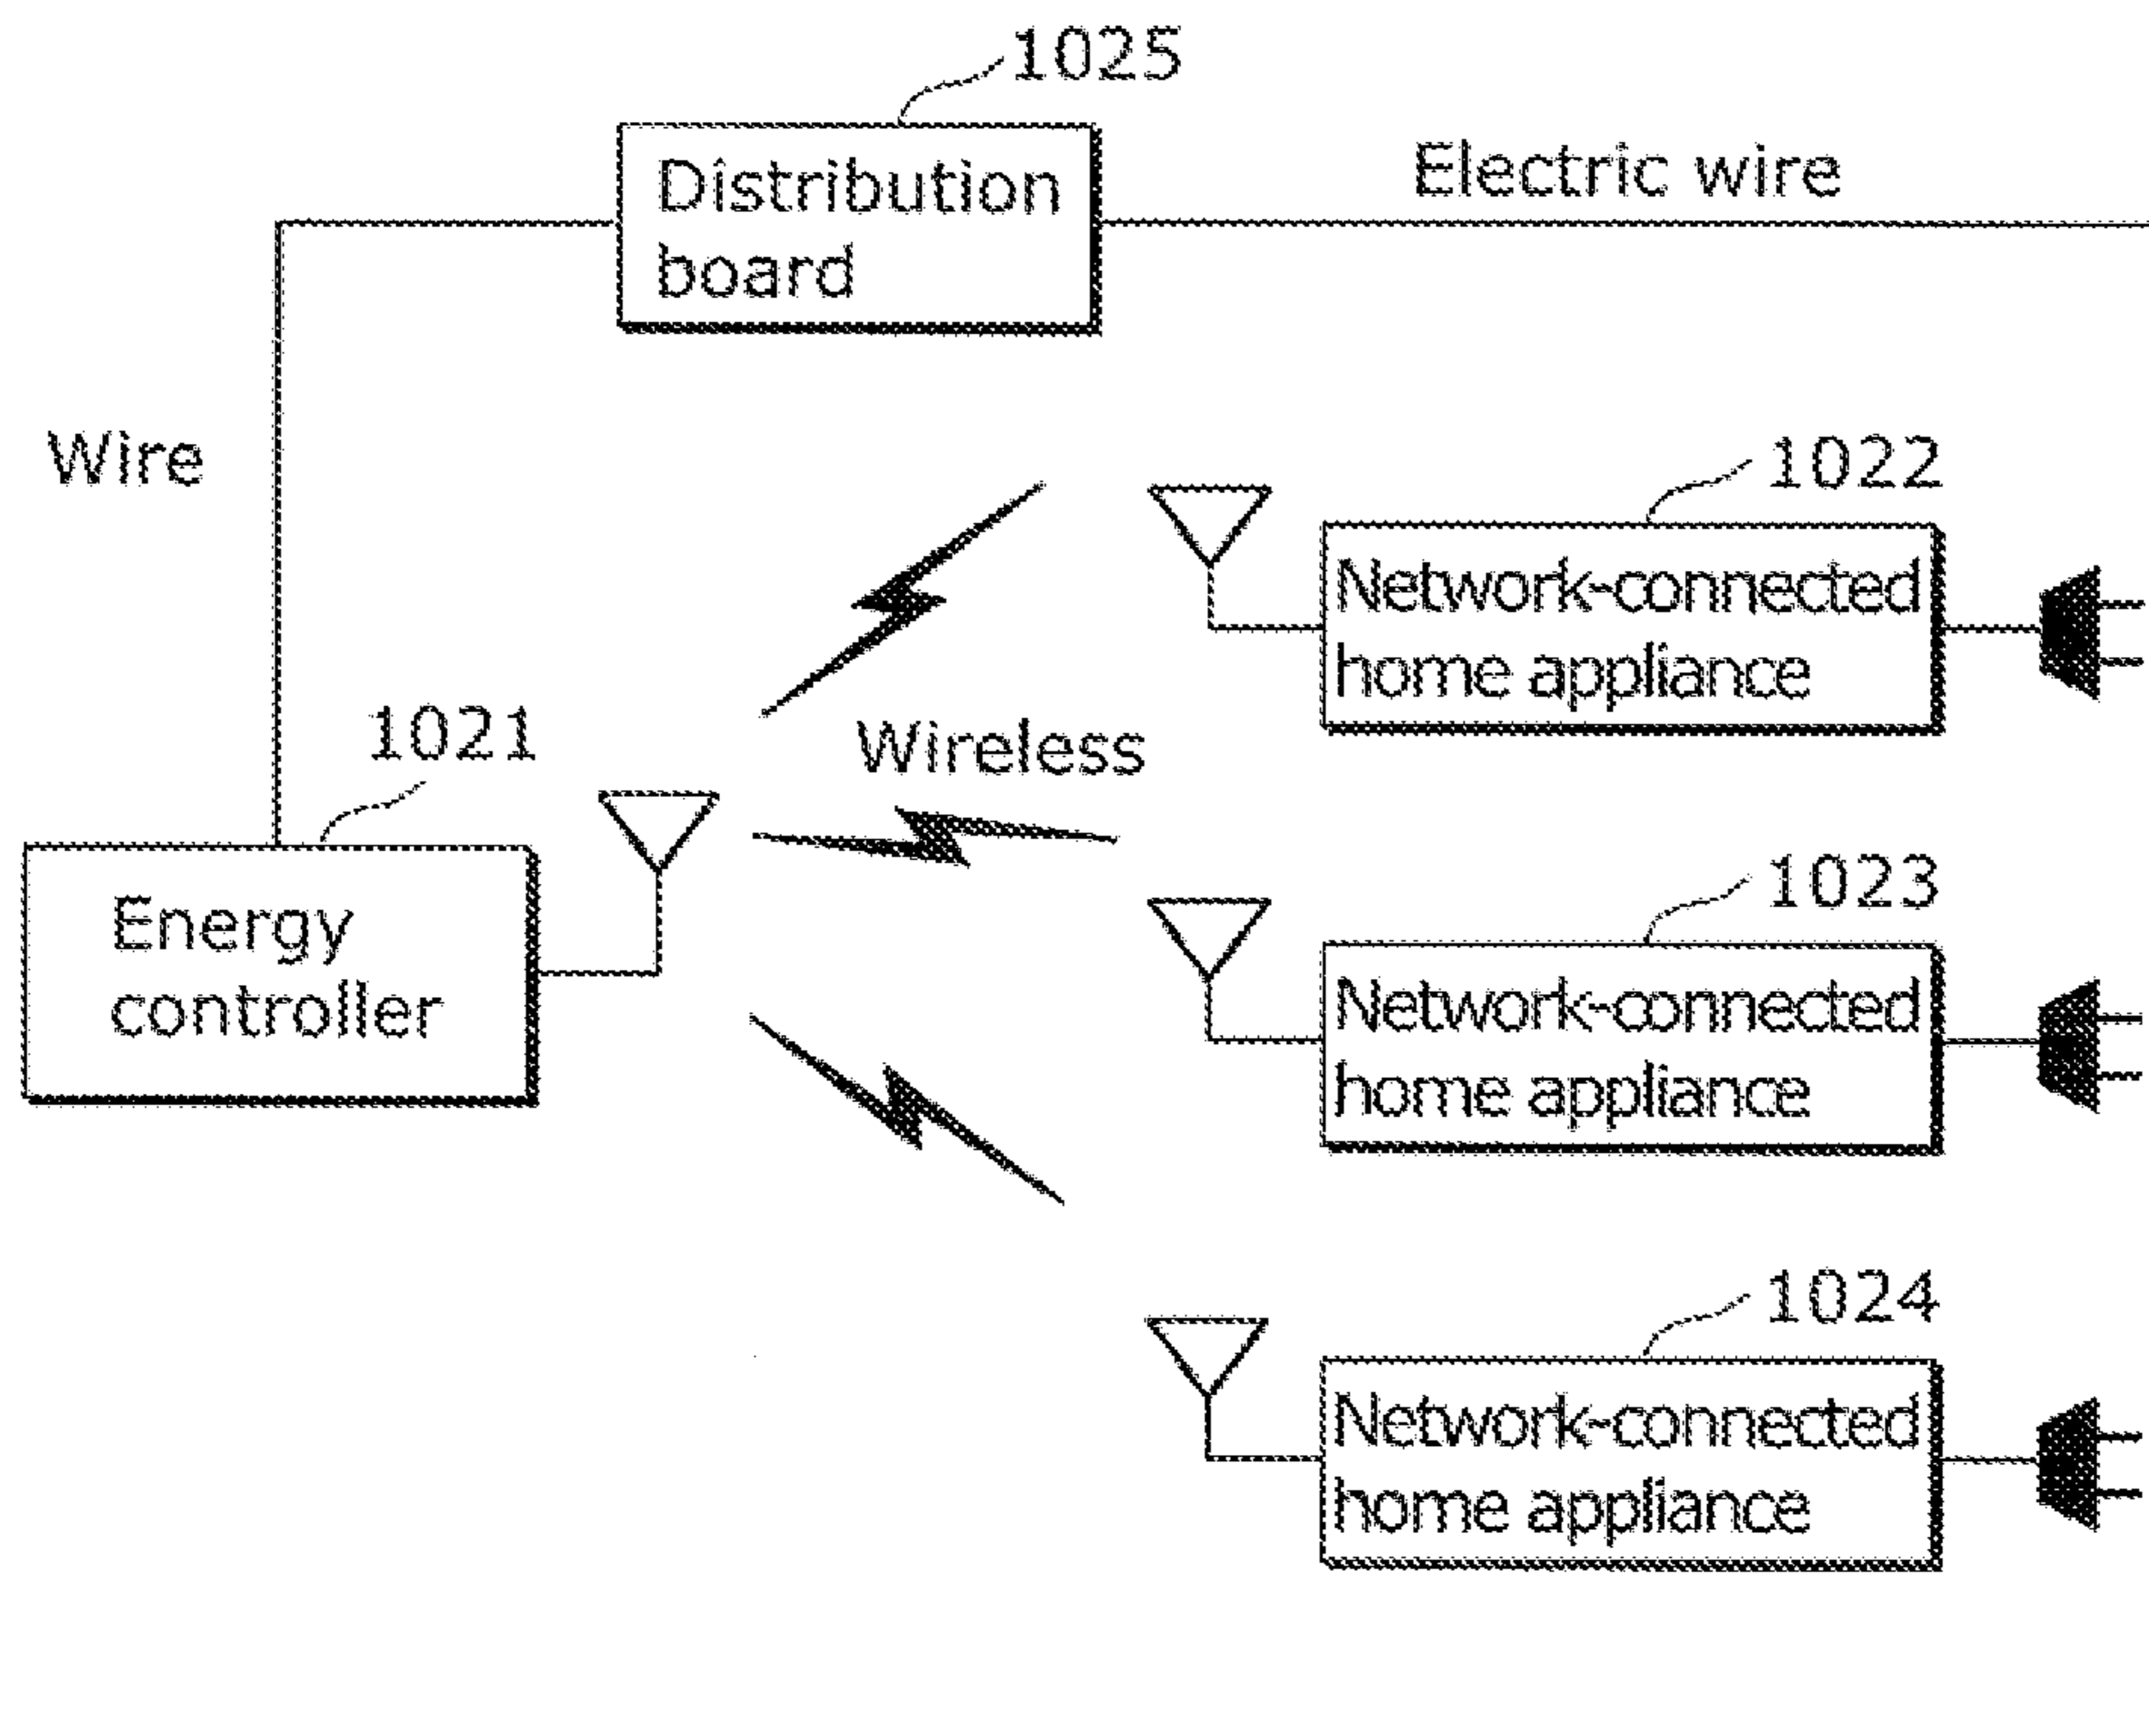 1025
Distribution
board
Electric wire
Wire
1022
Network-connected
home appliance
1021
Wireless
Energy
controller
1023
Network-connected
home appliance
1024
Network-connected
home appliance